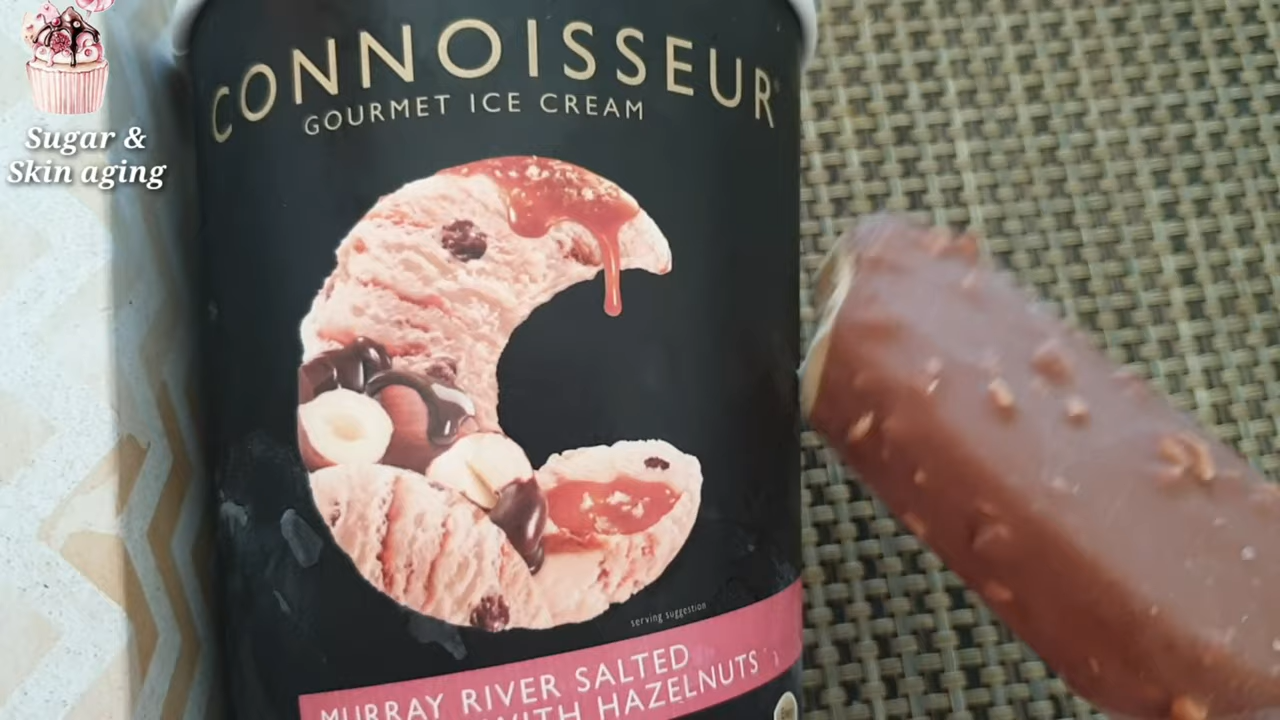 Sugar &
Skin aging
CONNOISSEUR
GOURMET ICE CREAM
serving suggestion
MURRAY RIVER SALTED
WITH HAZELNUTS